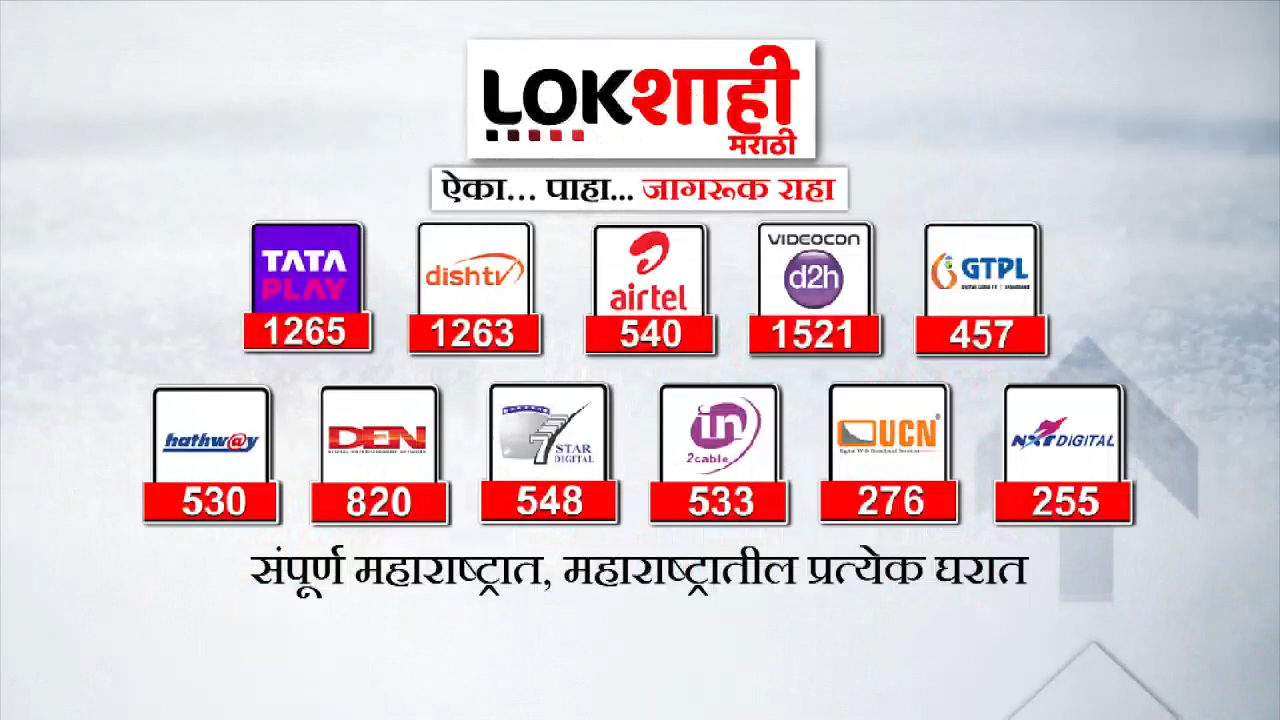 LOKशाही
मराठी
ऐका... पाहा... जागरूक राहा
TATA PLAY
dishtv
airtel
VIDEOCON d2h
GTPL
1265
1263
540
1521
457
hathw@y
DEN
7 STAR DIGITAL
in 2cable
UCN
NXT DIGITAL
530
820
548
533
276
255
संपूर्ण महाराष्ट्रात, महाराष्ट्रातील प्रत्येक घरात